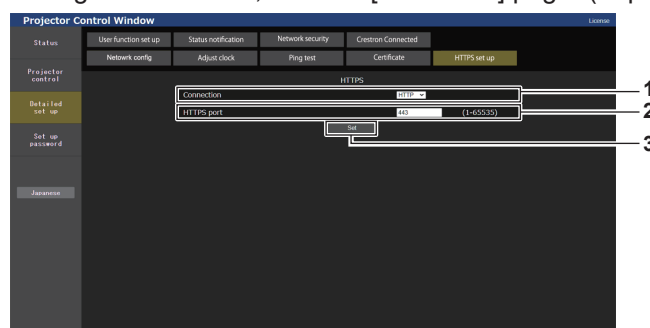 Projector Control Window
License
Status
User function set up
Status notification
Network security
Crestron Connected
Netowrk config
Adjust clock
Ping test
Certificate
HTTPS set up
Projector control
Detailed set up
Set up password
Japanese
HTTPS
Connection
HTTP
1
HTTPS port
443
(1-65535)
2
Set
3